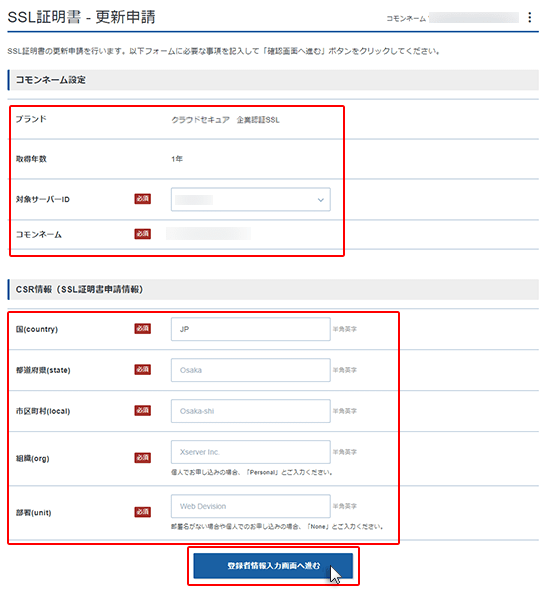 SSL証明書 - 更新申請
コモンネーム
SSL証明書の更新申請を行います。以下フォームに必要な事項を記入して「確認画面へ進む」ボタンをクリックしてください。
コモンネーム設定
ブランド クラウドセキュア 企業認証SSL
取得年数 1年
対象サーバーID 必須
コモンネーム 必須
CSR情報（SSL証明書申請情報）
国(country) 必須 JP 半角英字
都道府県(state) 必須 Osaka 半角英字
市区町村(local) 必須 Osaka-shi 半角英字
組織(org) 必須 Xserver Inc. 半角英字
個人でお申し込みの場合、「Personal」とご入力ください。
部署(unit) 必須 Web Devision 半角英字
部署名がない場合や個人でのお申し込みの場合、「None」とご入力ください。
登録者情報入力画面へ進む